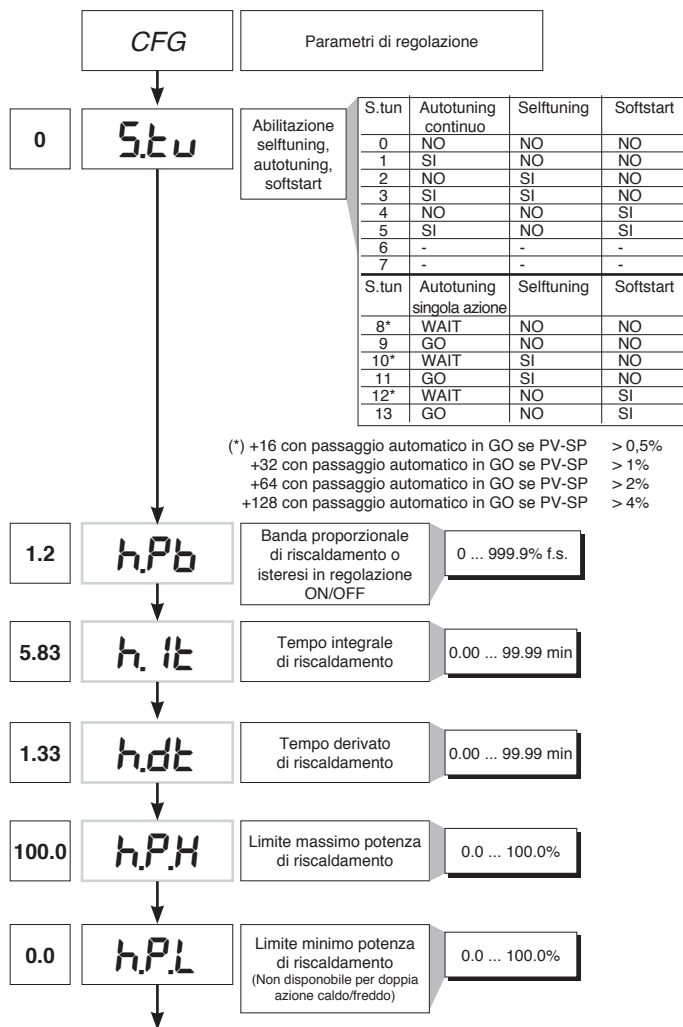 CFG
Parametri di regolazione
0
S.tu
Abilitazione
selftuning,
autotuning,
softstart
S.tun Autotuning continuo Selftuning Softstart
0 NO NO NO
1 SI NO NO
2 NO SI NO
3 SI SI NO
4 NO NO SI
5 SI NO SI
6 - - -
7 - - -
S.tun Autotuning singola azione Selftuning Softstart
8* WAIT NO NO
9 GO NO NO
10* WAIT SI NO
11 GO SI NO
12* WAIT NO SI
13 GO NO SI
(*) +16 con passaggio automatico in GO se PV-SP > 0,5%
+32 con passaggio automatico in GO se PV-SP > 1%
+64 con passaggio automatico in GO se PV-SP > 2%
+128 con passaggio automatico in GO se PV-SP > 4%
1.2
h.Pb
Banda proporzionale
di riscaldamento o
isteresi in regolazione
ON/OFF
0 ... 999.9% f.s.
5.83
h.It
Tempo integrale
di riscaldamento
0.00 ... 99.99 min
1.33
h.dt
Tempo derivato
di riscaldamento
0.00 ... 99.99 min
100.0
h.P.H
Limite massimo potenza
di riscaldamento
0.0 ... 100.0%
0.0
h.P.L
Limite minimo potenza
di riscaldamento
(Non disponobile per doppia
azione caldo/freddo)
0.0 ... 100.0%